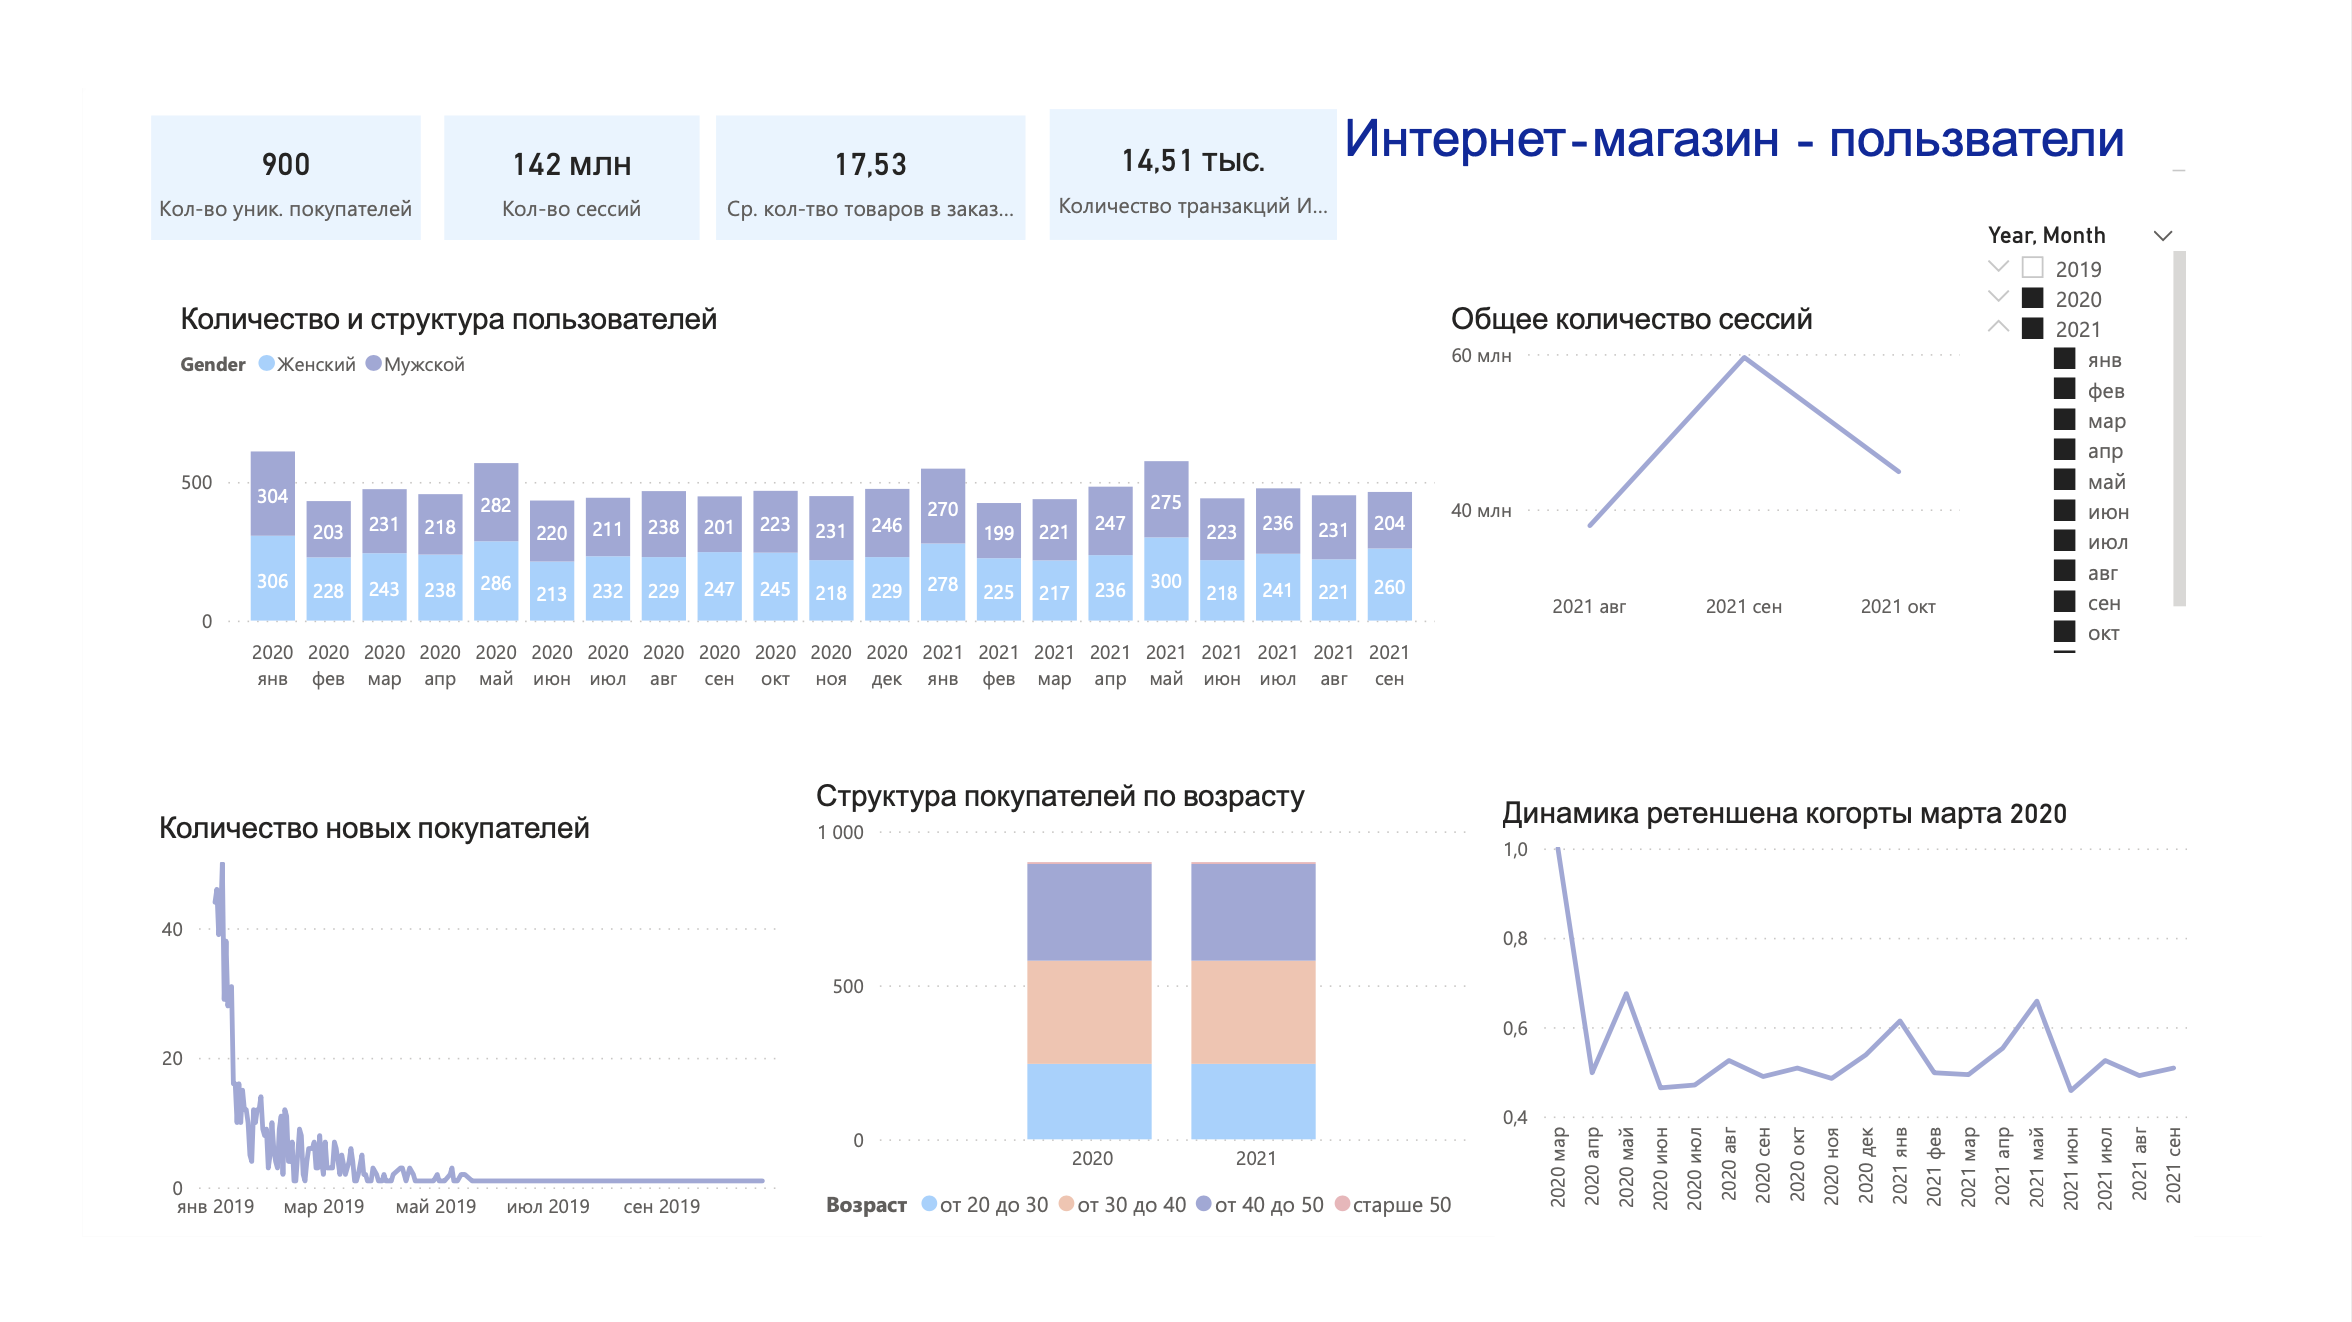 900
Кол-во уник. покупателей
142 млн
Кол-во сессий
17,53
Ср. кол-тво товаров в заказ...
14,51 тыс.
Количество транзакций И...
Интернет-магазин - пользватели
Year, Month
2019
2020
2021
янв
фев
мар
апр
май
июн
июл
авг
сен
окт
Количество и структура пользователей
Gender Женский Мужской
500
0
304 203 231 218 282 220 211 238 201 223 231 246 270 199 221 247 275 223 236 231 204
306 228 243 238 286 213 232 229 247 245 218 229 278 225 217 236 300 218 241 221 260
2020 2020 2020 2020 2020 2020 2020 2020 2020 2020 2020 2020 2021 2021 2021 2021 2021 2021 2021 2021 2021
янв фев мар апр май июн июл авг сен окт ноя дек янв фев мар апр май июн июл авг сен
Общее количество сессий
60 млн
40 млн
2021 авг 2021 сен 2021 окт
Количество новых покупателей
40
20
0
янв 2019 мар 2019 май 2019 июл 2019 сен 2019
Структура покупателей по возрасту
1 000
500
0
2020 2021
Возраст от 20 до 30 от 30 до 40 от 40 до 50 старше 50
Динамика ретеншена когорты марта 2020
1,0
0,8
0,6
0,4
2020 мар
2020 апр
2020 май
2020 июн
2020 июл
2020 авг
2020 сен
2020 окт
2020 ноя
2020 дек
2021 янв
2021 фев
2021 мар
2021 апр
2021 май
2021 июн
2021 июл
2021 авг
2021 сен